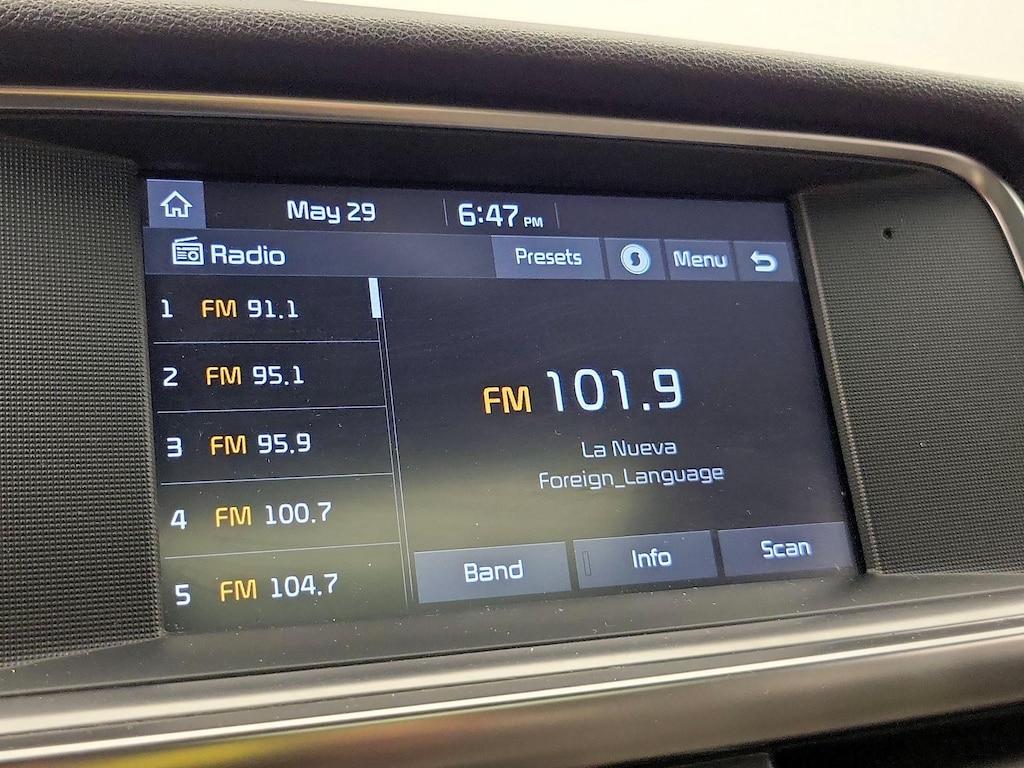 May 29 6:47 PM
Radio Presets Menu
1 FM 91.1
2 FM 95.1
3 FM 95.9
4 FM 100.7
5 FM 104.7
FM 101.9
La Nueva
Foreign_Language
Band Info Scan